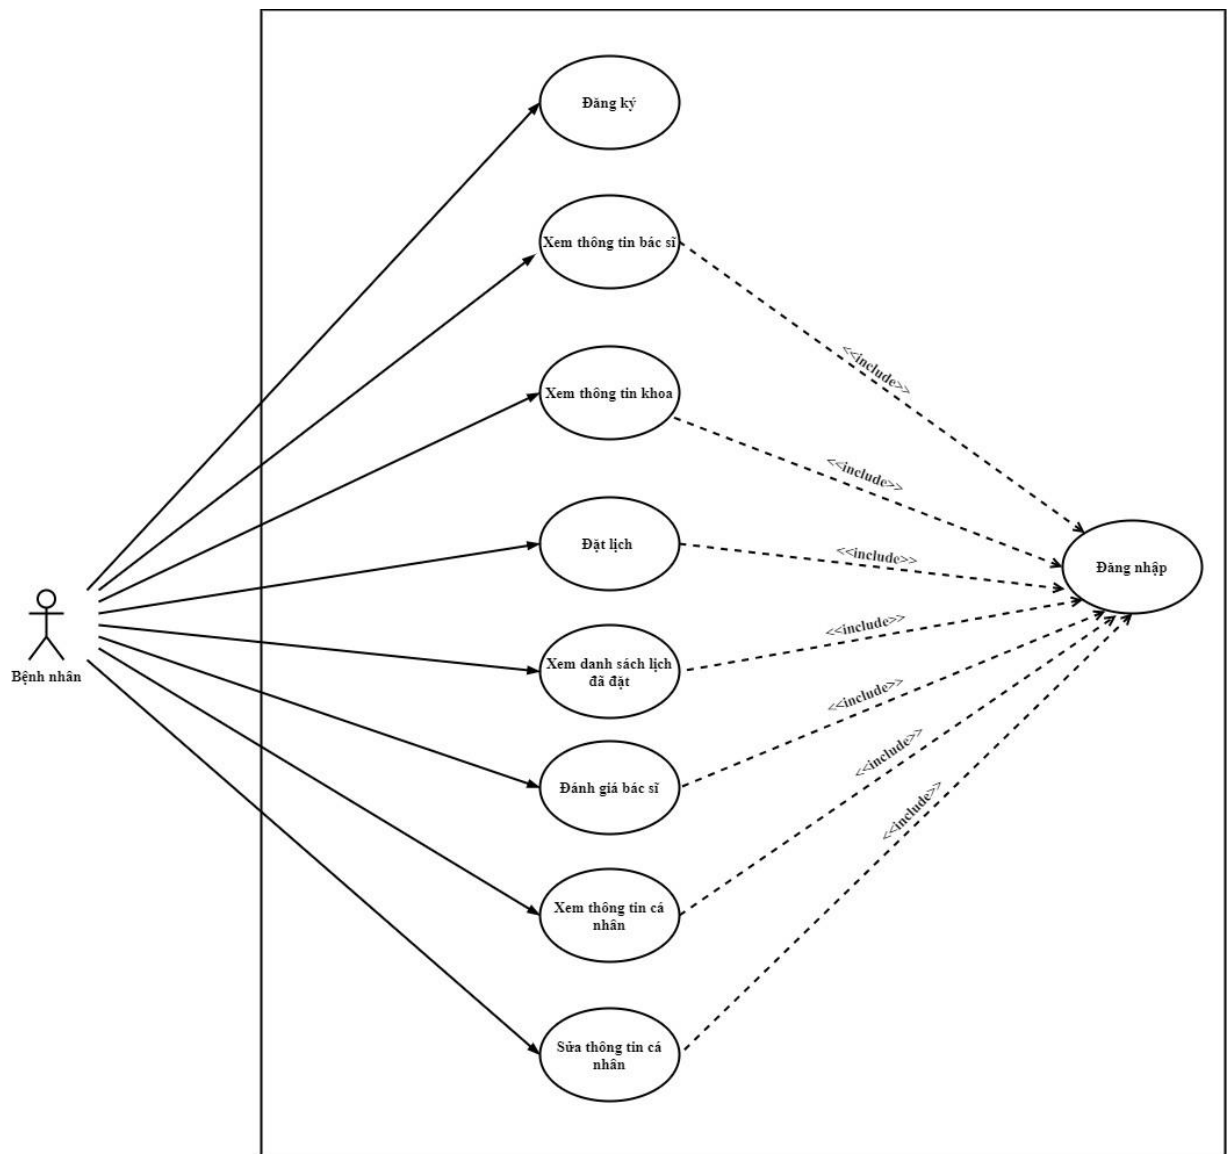 Đăng ký
Xem thông tin bác sĩ
<<include>>
Xem thông tin khoa
<<include>>
Đặt lịch
<<include>>
Đăng nhập
Bệnh nhân
Xem danh sách lịch
đã đặt
<<include>>
<<include>>
Đánh giá bác sĩ
<<include>>
<<include>>
Xem thông tin cá
nhân
Sửa thông tin cá
nhân